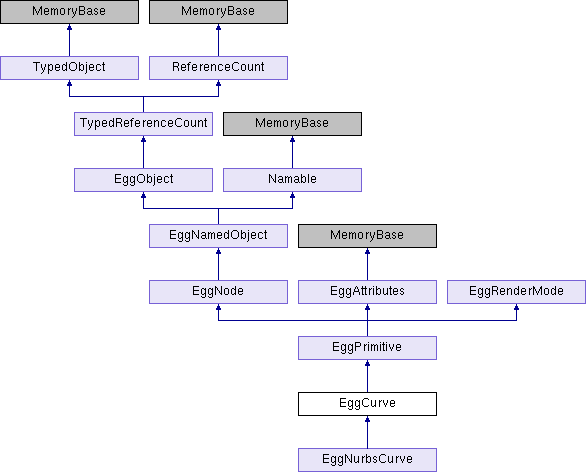 MemoryBase
MemoryBase
TypedObject
ReferenceCount
TypedReferenceCount
MemoryBase
EggObject
Namable
EggNamedObject
MemoryBase
EggNode
EggAttributes
EggRenderMode
EggPrimitive
EggCurve
EggNurbsCurve